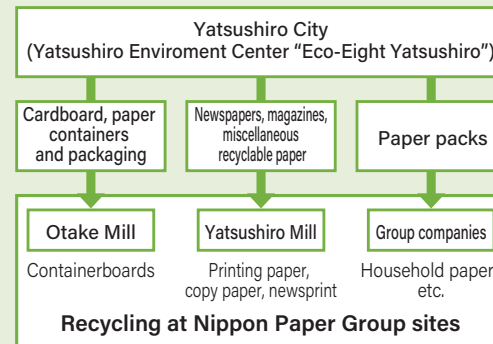 Yatsushiro City
(Yatsushiro Enviroment Center “Eco-Eight Yatsushiro”)
Cardboard, paper
containers
and packaging
Newspapers, magazines,
miscellaneous
recyclable paper
Paper packs
Otake Mill
Yatsushiro Mill
Group companies
Containerboards
Printing paper,
copy paper, newsprint
Household paper,
etc.
Recycling at Nippon Paper Group sites